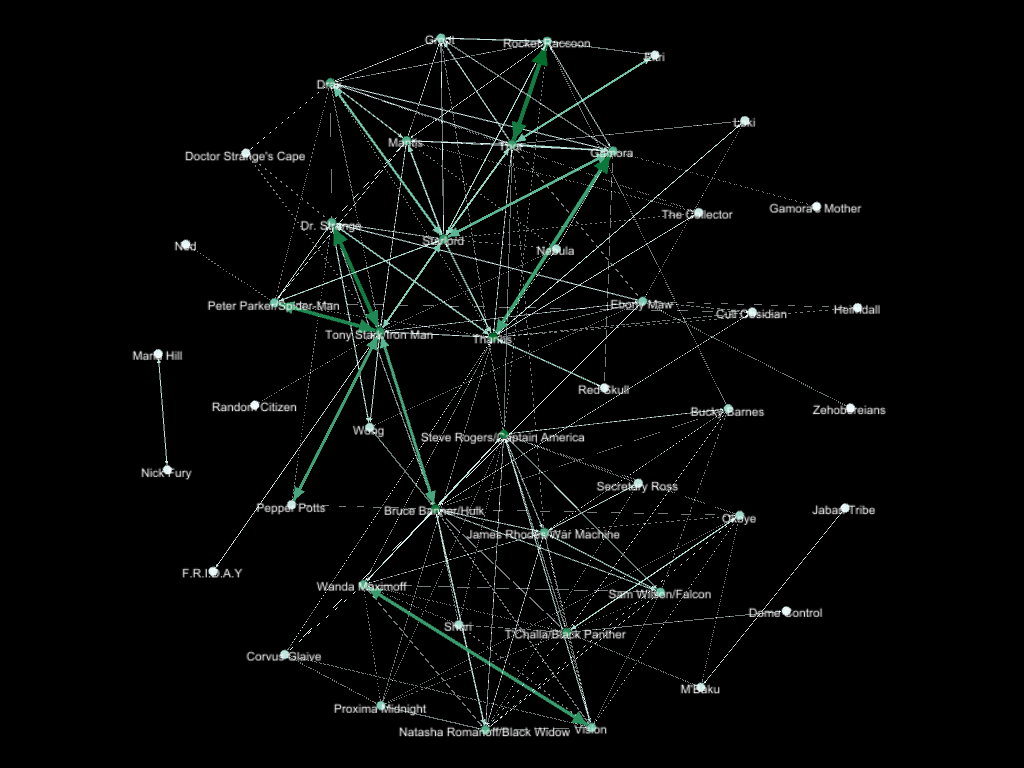 Groot
Rocket Raccoon
Eitri
Drax
Loki
Mantis
Thor
Gamora
Doctor Strange's Cape
The Collector
Gamora's Mother
Dr. Strange
Starlord
Nebula
Ned
Peter Parker/Spider-Man
Ebony Maw
Cull Obsidian
Heimdall
Tony Stark/Iron Man
Thanos
Maria Hill
Red Skull
Random Citizen
Bucky Barnes
Zehobereians
Wong
Steve Rogers/Captain America
Nick Fury
Secretary Ross
Pepper Potts
Bruce Banner/Hulk
Okoye
Jabari Tribe
James Rhodes/War Machine
F.R.I.D.A.Y
Wanda Maximoff
Sam Wilson/Falcon
Dome Control
Shuri
T'Challa/Black Panther
Corvus Glaive
M'Baku
Proxima Midnight
Natasha Romanoff/Black Widow
Vision